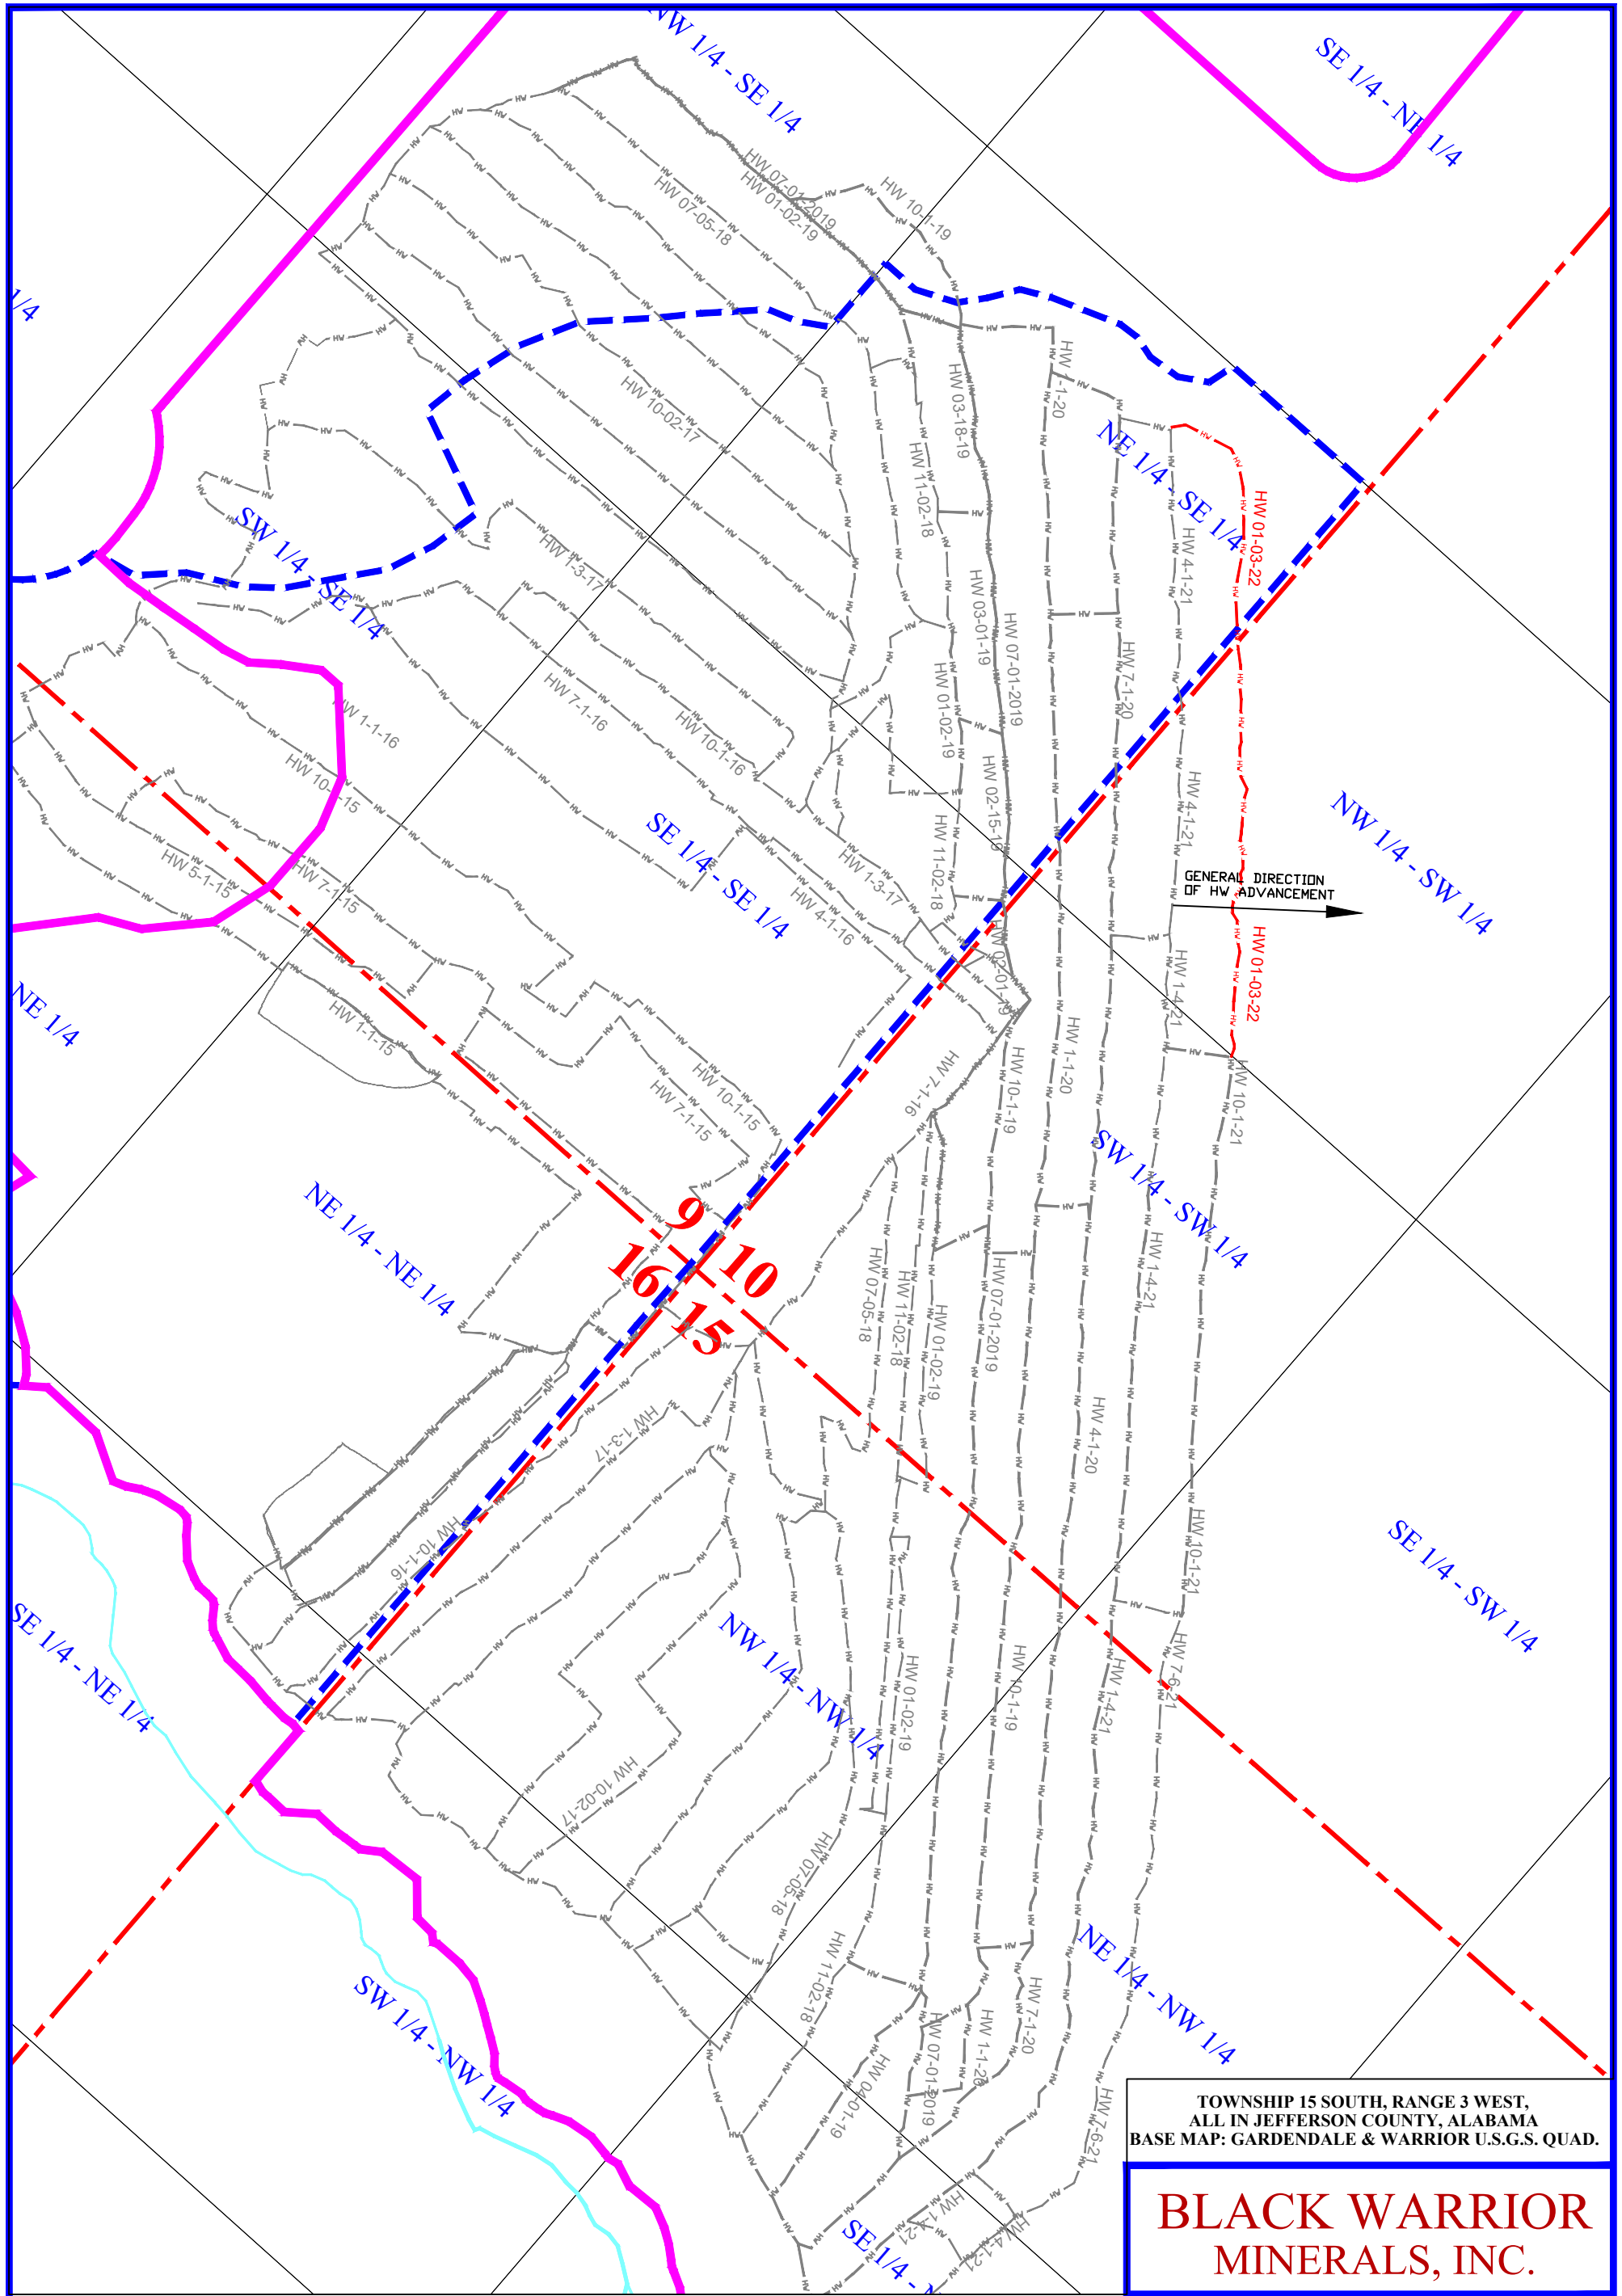 NW 1/4 - SE 1/4
SE 1/4 - NE 1/4
1/4
HW 07-01-2019
HW 01-02-19
HW 10-1-19
HW 07-05-18
HW 10-02-17
HW 03-18-19
HW 1-1-20
HW 11-02-18
NE 1/4 - SE 1/4
HW 01-03-22
HW 4-1-21
SW 1/4 - SE 1/4
HW 1-3-17
HW 03-01-19
HW 07-01-2019
HW 7-1-20
HW 7-1-16
HW 1-1-16
HW 10-1-16
HW 01-02-19
HW 02-15-19
HW 4-1-21
HW 5-1-15
HW 7-1-15
SE 1/4 - SE 1/4
HW 1-3-17
HW 4-1-16
HW 11-02-18
NW 1/4 - SW 1/4
GENERAL DIRECTION
OF HW ADVANCEMENT
HW 01-03-22
HW 02-01-19
HW 1-4-21
NE 1/4
HW 1-1-15
HW 10-1-15
HW 7-1-15
HW 7-1-16
HW 10-1-19
HW 1-1-20
HW 10-1-21
SW 1/4 - SW 1/4
NE 1/4 - NE 1/4
9
10
16
15
HW 07-05-18
HW 11-02-18
HW 01-02-19
HW 07-01-2019
HW 1-4-21
HW 1-3-17
HW 4-1-20
HW 10-1-16
HW 10-1-21
SE 1/4 - SW 1/4
SE 1/4 - NE 1/4
NW 1/4 - NW 1/4
HW 01-02-19
HW 10-1-19
HW 1-4-21
HW 7-6-21
HW 10-02-17
HW 07-05-18
HW 11-02-18
HW 04-01-19
HW 07-01-2019
HW 1-1-20
HW 7-1-20
NE 1/4 - NW 1/4
SW 1/4 - NW 1/4
HW 7-6-21
HW 4-1-21
SE 1/4 -
TOWNSHIP 15 SOUTH, RANGE 3 WEST,
ALL IN JEFFERSON COUNTY, ALABAMA
BASE MAP: GARDENDALE & WARRIOR U.S.G.S. QUAD.
BLACK WARRIOR
MINERALS, INC.